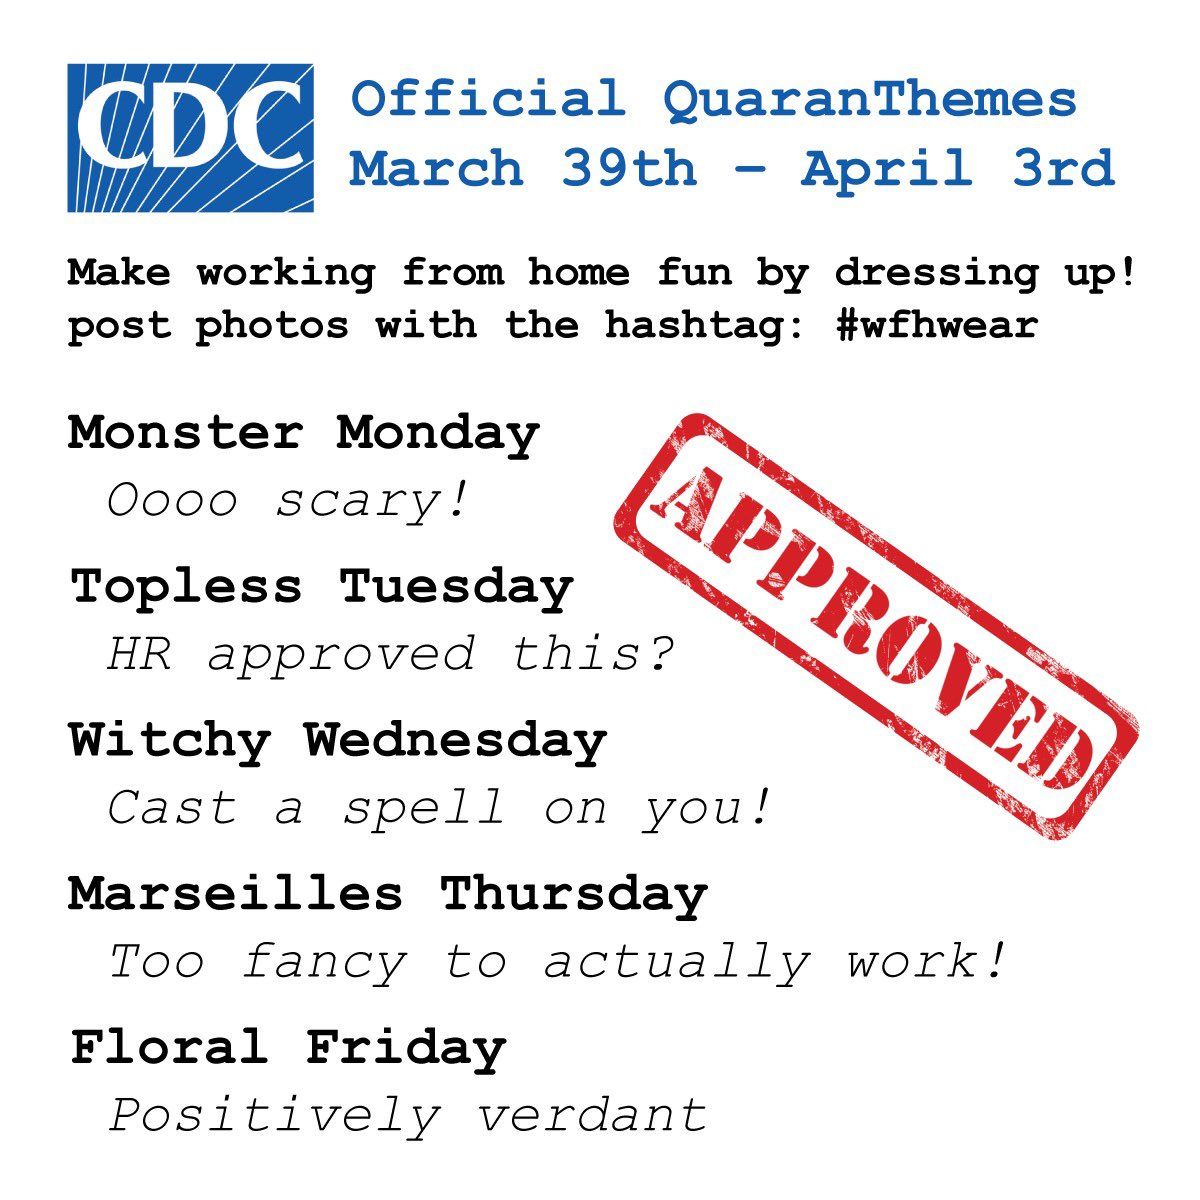 CDC
Official QuaranThemes
March 39th – April 3rd
Make working from home fun by dressing up!
post photos with the hashtag: #wfhwear
Monster Monday
Oooo scary!
Topless Tuesday
HR approved this?
Witchy Wednesday
Cast a spell on you!
Marseilles Thursday
Too fancy to actually work!
Floral Friday
Positively verdant
APPROVED